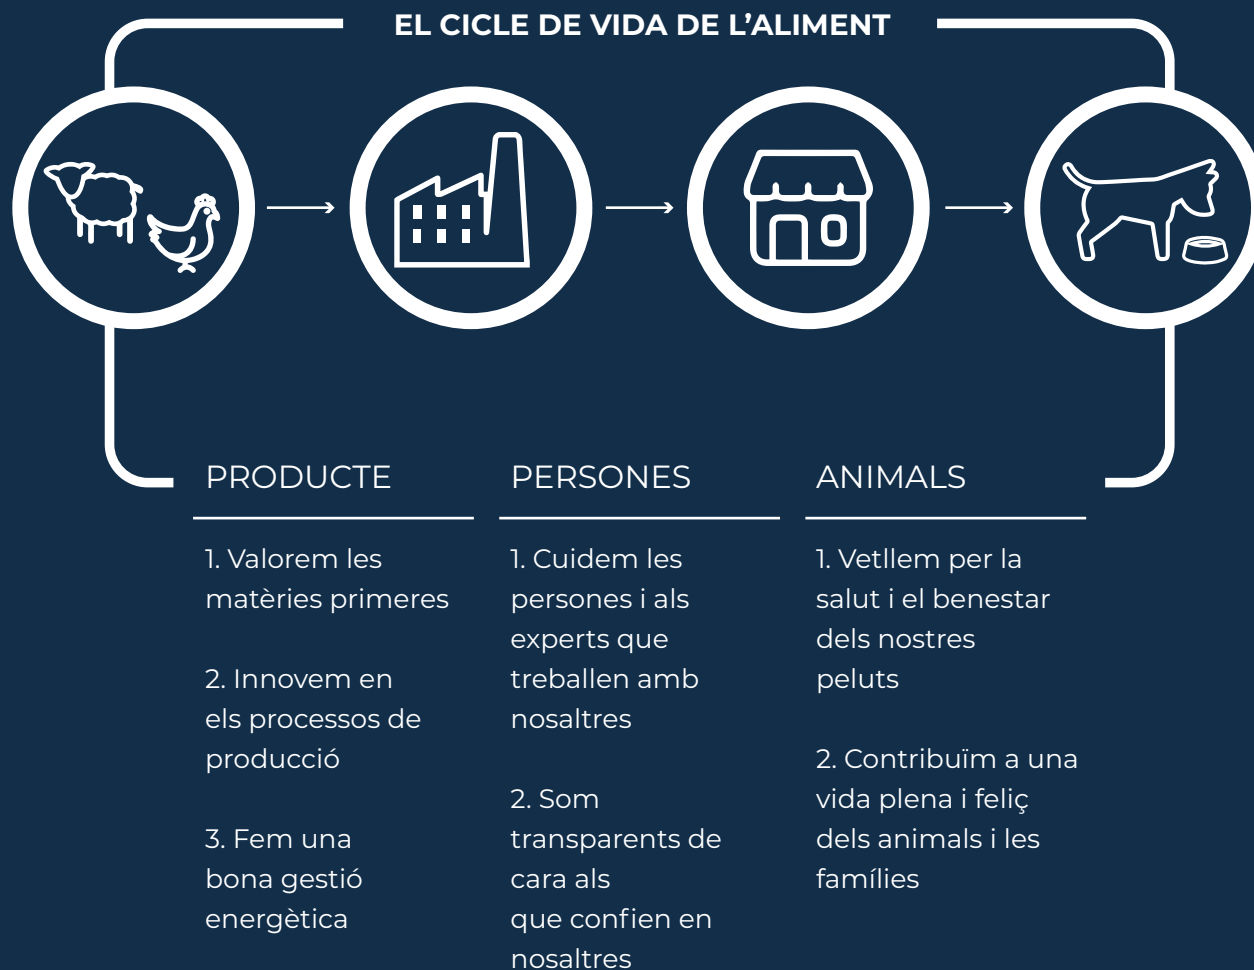 EL CICLE DE VIDA DE L’ALIMENT
PRODUCTE
1. Valorem les
matèries primeres
2. Innovem en
els processos de
producció
3. Fem una
bona gestió
energètica
PERSONES
1. Cuidem les
persones i als
experts que
treballen amb
nosaltres
2. Som
transparents de
cara als
que confien en
nosaltres
ANIMALS
1. Vetllem per la
salut i el benestar
dels nostres
peluts
2. Contribuïm a una
vida plena i feliç
dels animals i les
famílies